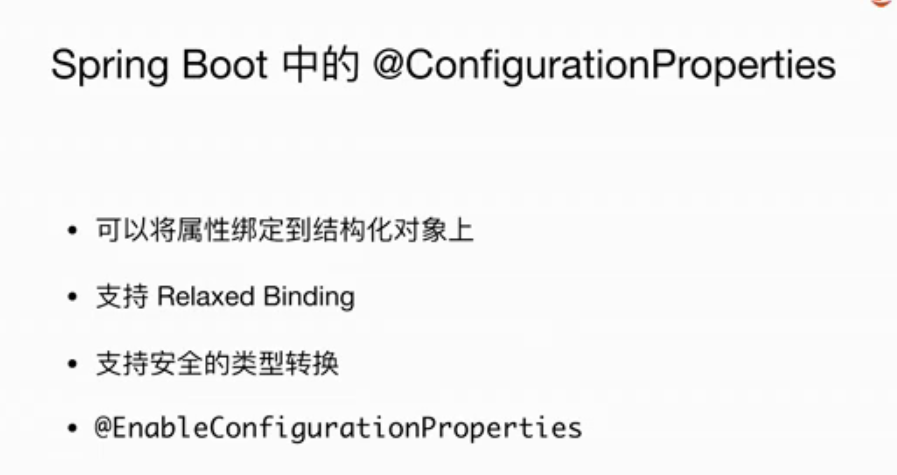 Spring Boot 中的 @ConfigurationProperties
• 可以将属性绑定到结构化对象上
• 支持 Relaxed Binding
• 支持安全的类型转换
• @EnableConfigurationProperties